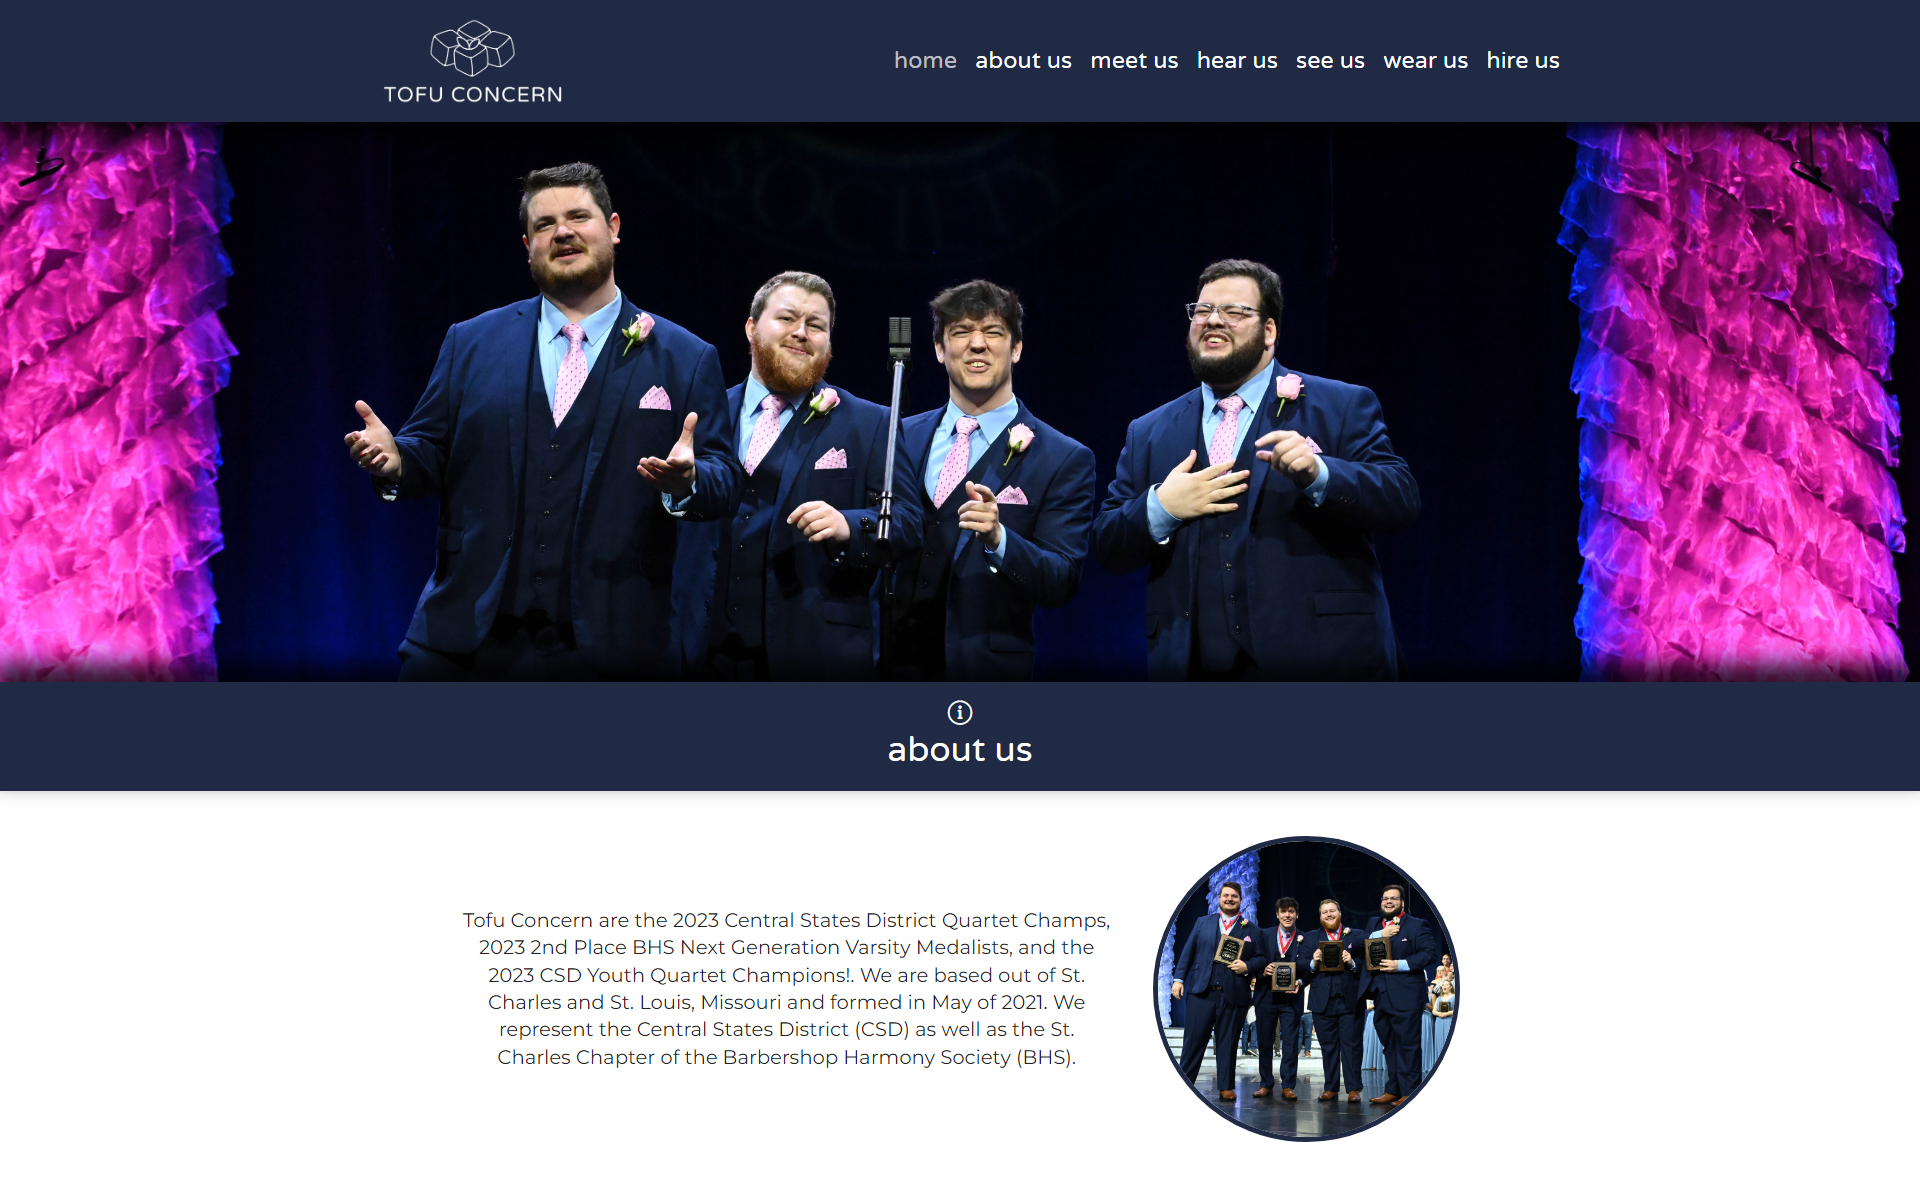 TOFU CONCERN
home about us meet us hear us see us wear us hire us
SOCIETY
about us
Tofu Concern are the 2023 Central States District Quartet Champs,
2023 2nd Place BHS Next Generation Varsity Medalists, and the
2023 CSD Youth Quartet Champions!. We are based out of St.
Charles and St. Louis, Missouri and formed in May of 2021. We
represent the Central States District (CSD) as well as the St.
Charles Chapter of the Barbershop Harmony Society (BHS).